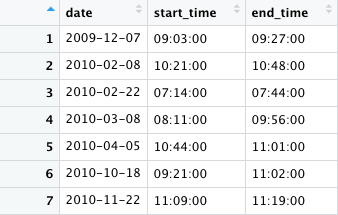 date start_time end_time
1 2009-12-07 09:03:00 09:27:00
2 2010-02-08 10:21:00 10:48:00
3 2010-02-22 07:14:00 07:44:00
4 2010-03-08 08:11:00 09:56:00
5 2010-04-05 10:44:00 11:01:00
6 2010-10-18 09:21:00 11:02:00
7 2010-11-22 11:09:00 11:19:00